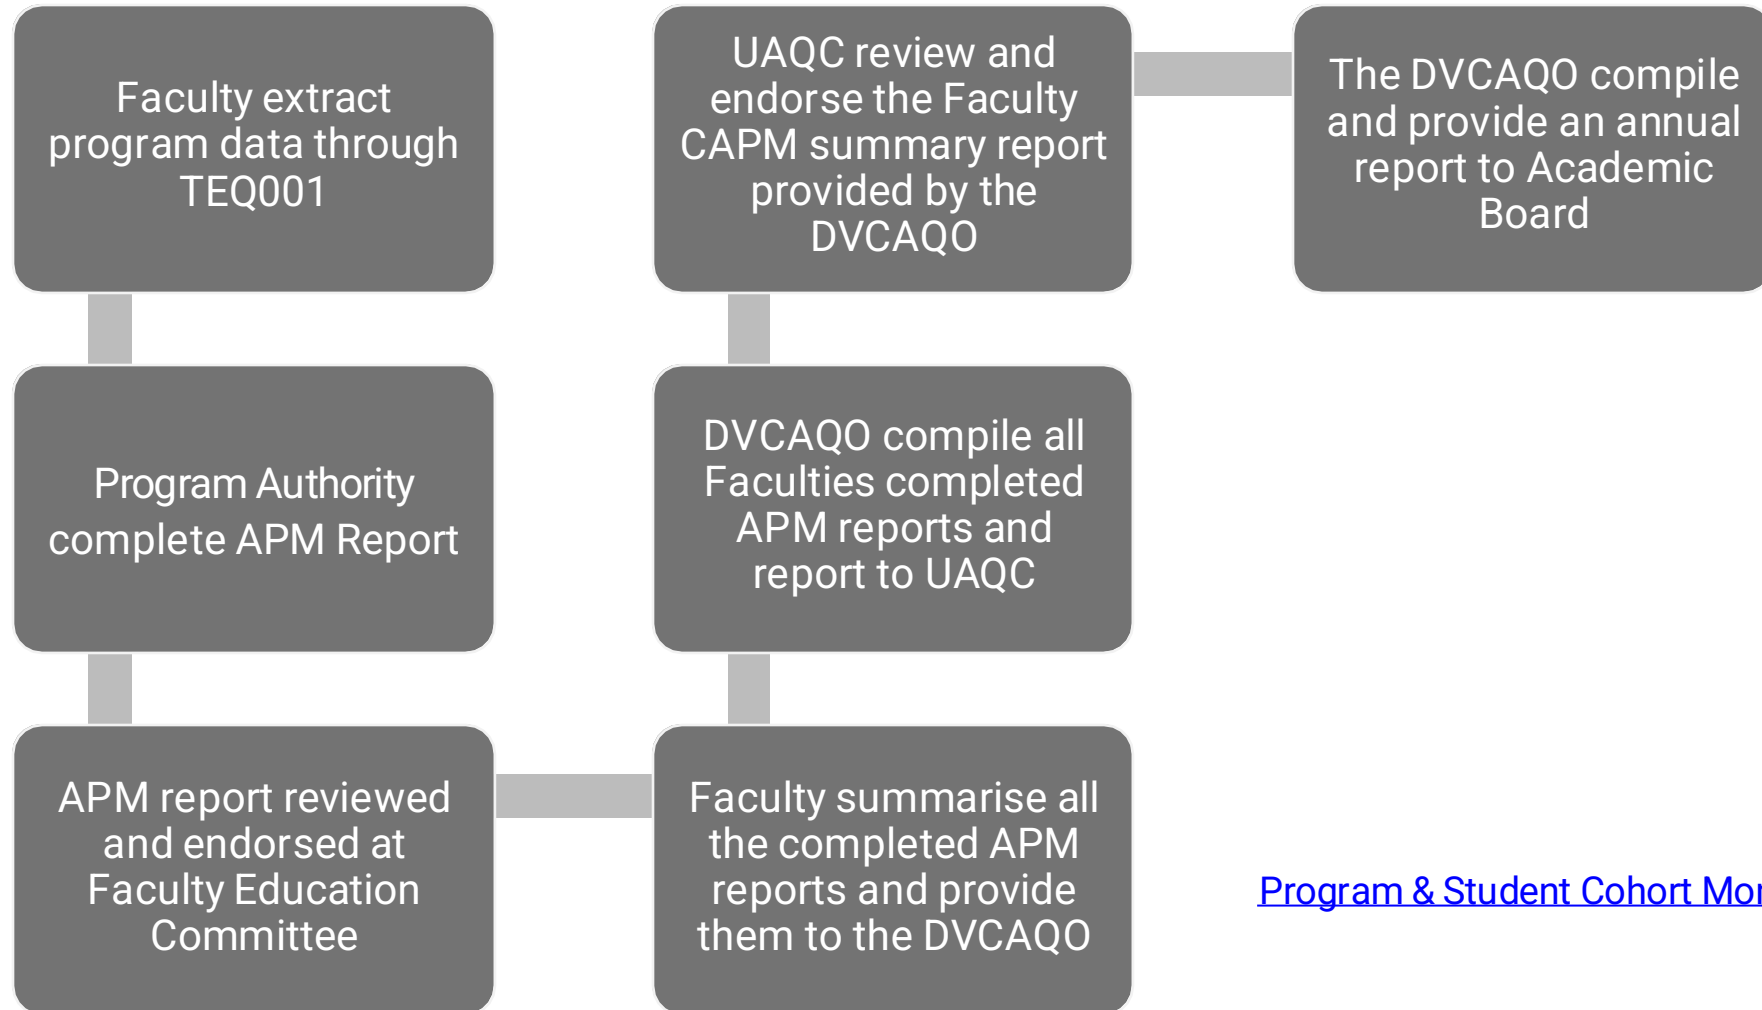 Faculty extract
program data through
TEQ001
Program Authority
complete APM Report
APM report reviewed
and endorsed at
Faculty Education
Committee
Faculty summarise all
the completed APM
reports and provide
them to the DVCAQO
DVCAQO compile all
Faculties completed
APM reports and
report to UAQC
UAQC review and
endorse the Faculty
CAPM summary report
provided by the
DVCAQO
The DVCAQO compile
and provide an annual
report to Academic
Board
Program & Student Cohort